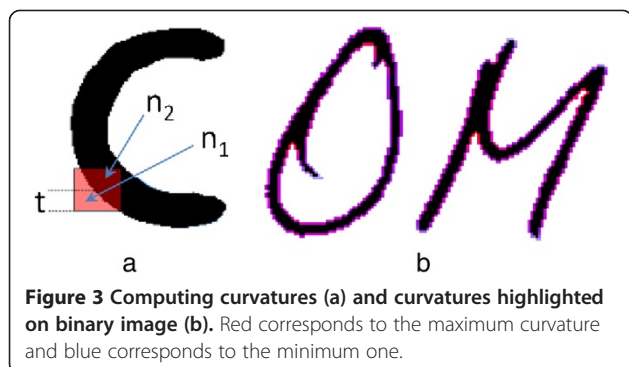 C O M
n₂
n₁
t
a b
Figure 3 Computing curvatures (a) and curvatures highlighted
on binary image (b). Red corresponds to the maximum curvature
and blue corresponds to the minimum one.